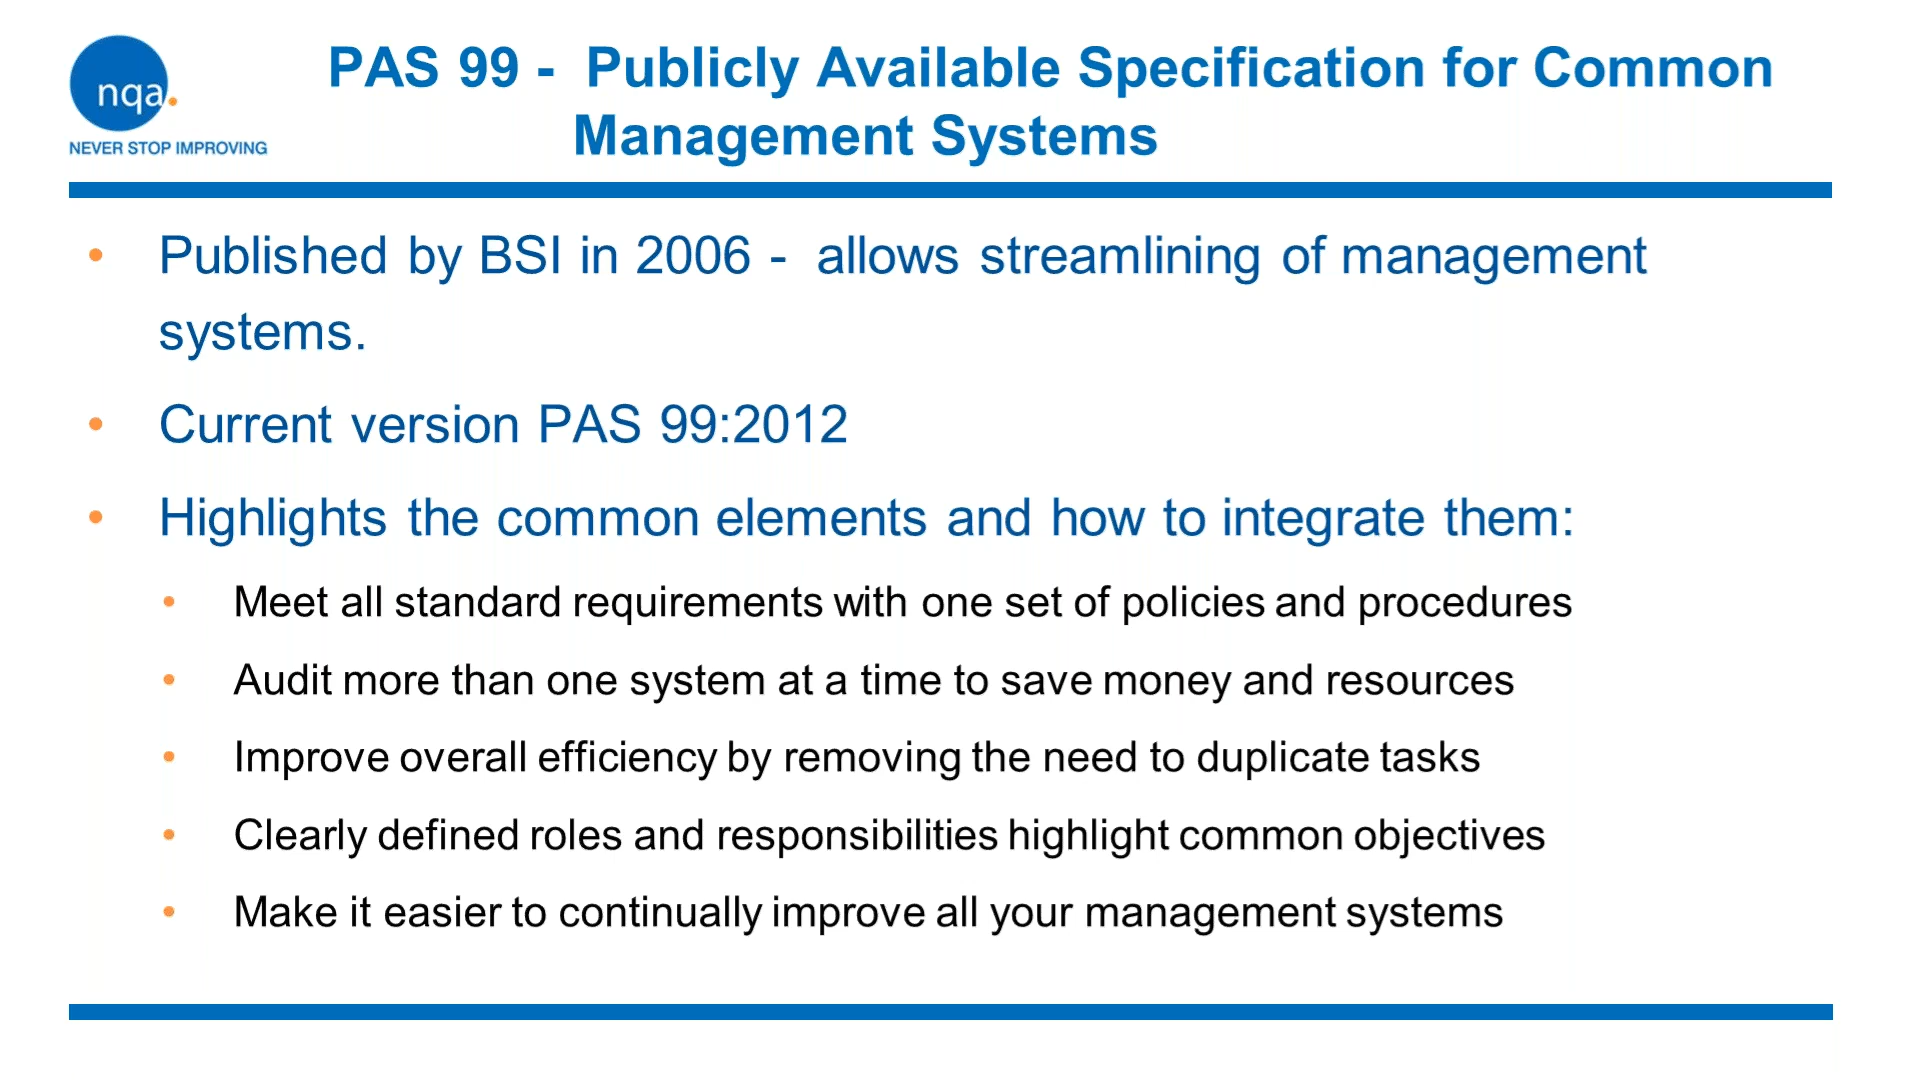 nqa.
NEVER STOP IMPROVING
PAS 99 - Publicly Available Specification for Common
Management Systems
• Published by BSI in 2006 - allows streamlining of management
systems.
• Current version PAS 99:2012
• Highlights the common elements and how to integrate them:
• Meet all standard requirements with one set of policies and procedures
• Audit more than one system at a time to save money and resources
• Improve overall efficiency by removing the need to duplicate tasks
• Clearly defined roles and responsibilities highlight common objectives
• Make it easier to continually improve all your management systems